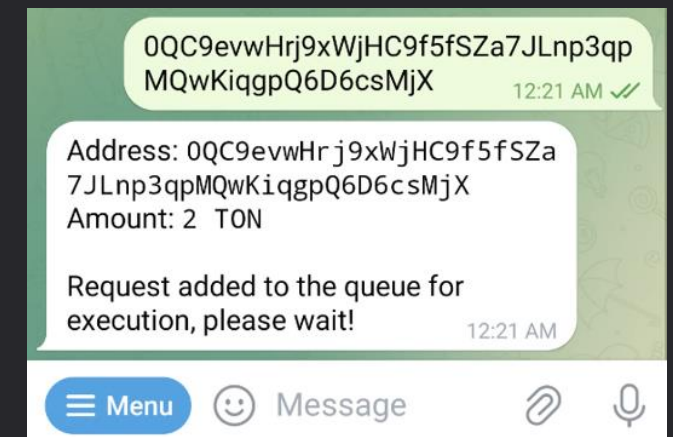 0QC9evwHrj9xWjHC9f5fSZa7JLnp3qp
MQwKiqgpQ6D6csMjX
12:21 AM
Address: 0QC9evwHrj9xWjHC9f5fSZa
7JLnp3qpMQwKiqgpQ6D6csMjX
Amount: 2 TON
Request added to the queue for
execution, please wait!
12:21 AM
Menu
Message